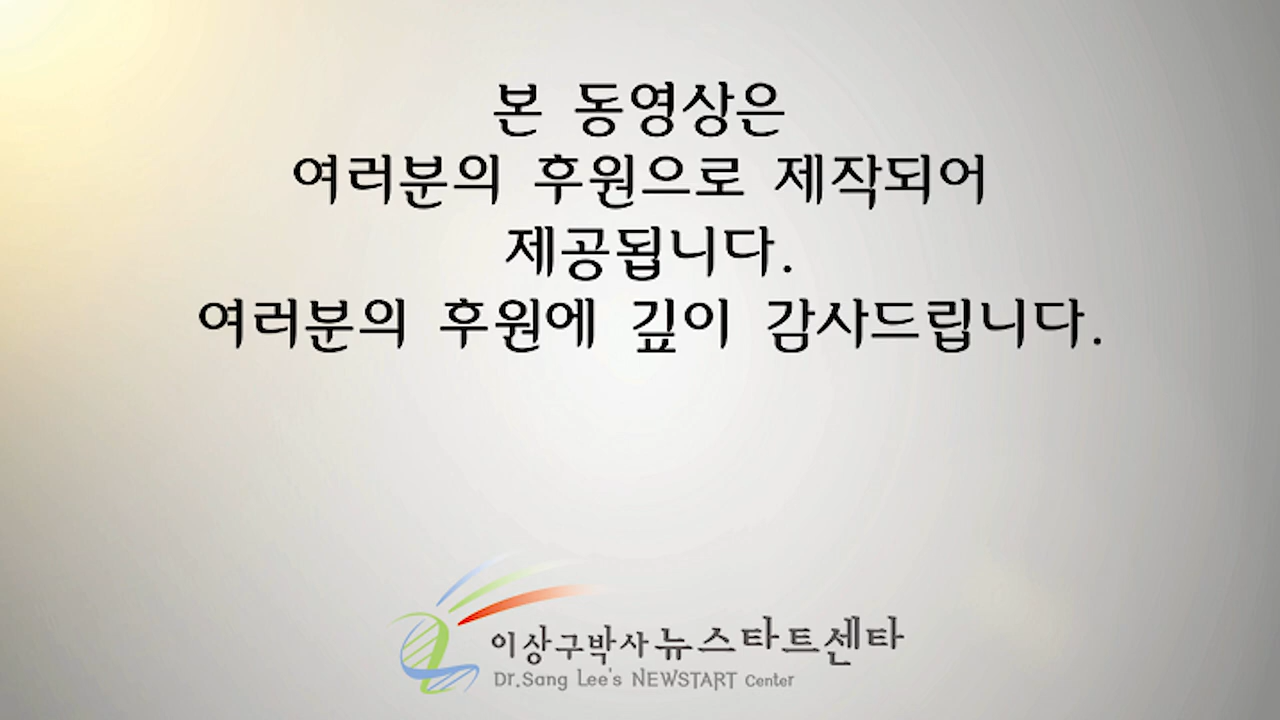 본 동영상은
여러분의 후원으로 제작되어
제공됩니다.
여러분의 후원에 깊이 감사드립니다.
이상구박사 뉴스타트센타
Dr.Sang Lee's NEWSTART Center